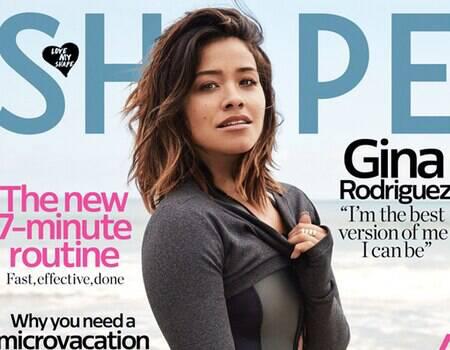 SHAPE
LOVE
MY
SHAPE
The new
7-minute
routine
Fast, effective, done
Why you need a
microvacation
Gina
Rodriguez
“I’m the best
version of me
I can be”